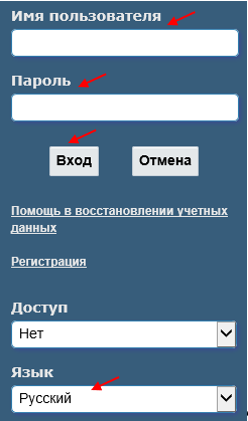 Имя пользователя
Пароль
Вход Отмена
Помощь в восстановлении учетных
данных
Регистрация
Доступ
Нет
Язык
Русский